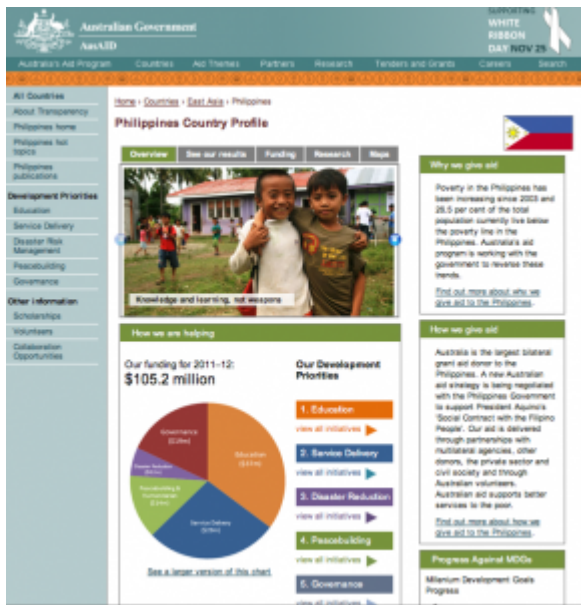 Australian Government
AusAID
SUPPORTING
WHITE
RIBBON
DAY NOV 25
Australia's Aid Program Countries Aid Themes Partners Research Tenders and Grants Careers Search
All Countries
About Transparency
Philippines home
Philippines hot
topics
Philippines
publications
Development Priorities
Education
Service Delivery
Disaster Risk
Management
Peacebuilding
Governance
Other information
Scholarships
Volunteers
Collaboration
Opportunities
Home › Countries › East Asia › Philippines
Philippines Country Profile
Overview See our results Funding Research Maps
Knowledge and learning, not weapons
How we are helping
Our funding for 2011-12:
$105.2 million
Governance
Education
Disaster Reduction
Peacebuilding &
Service Delivery
See a larger version of this chart
Our Development
Priorities
1. Education
view all initiatives
2. Service Delivery
view all initiatives
3. Disaster Reduction
view all initiatives
4. Peacebuilding
view all initiatives
5. Governance
view all initiatives
Why we give aid
Poverty in the Philippines has
been increasing since 2003 and
26.5 per cent of the total
population currently live below
the poverty line in the
Philippines. Australia's aid
program is working with the
government to reverse these
trends.
Find out more about why we
give aid to the Philippines.
How we give aid
Australia is the largest bilateral
grant aid donor to the
Philippines. A new Australian
aid strategy is being negotiated
with the Philippines Government
to support President Aquino's
'Social Contract with the Filipino
People'. Our aid is delivered
through partnerships with
multilateral agencies, other
donors, the private sector and
civil society and through
Australian volunteers.
Australian aid supports better
services to the poor.
Find out more about how we
give aid to the Philippines.
Progress Against MDGs
Millenium Development Goals
Progress